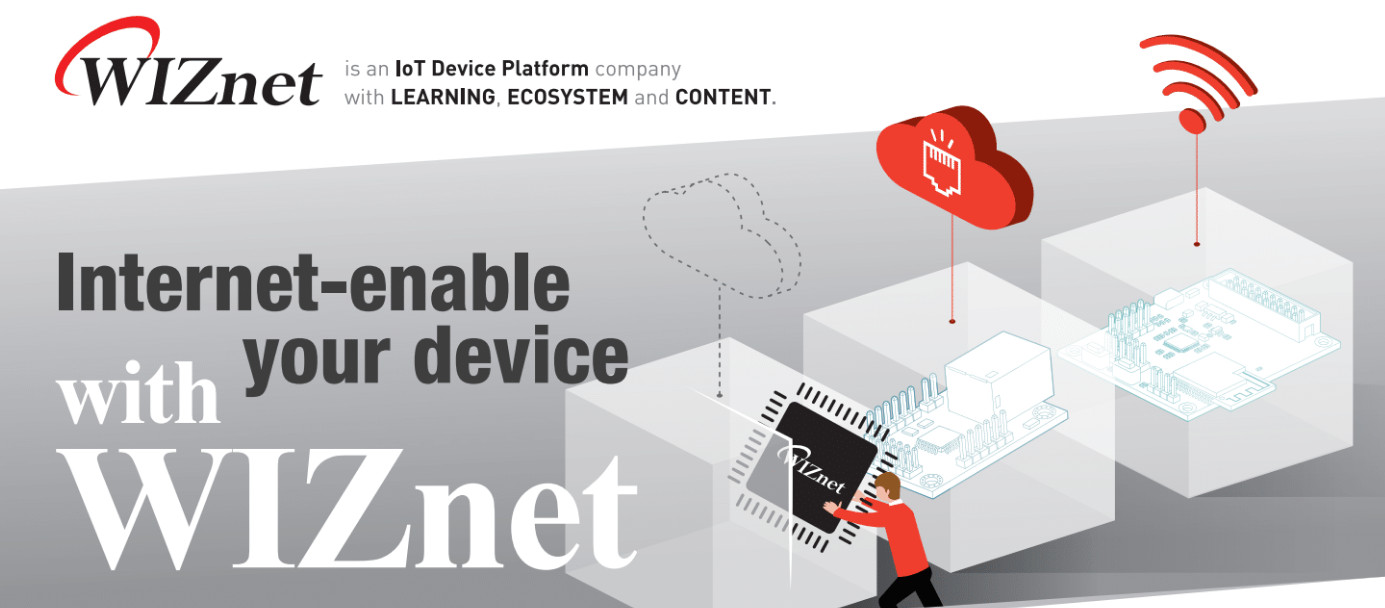 WIZnet
is an IoT Device Platform company
with LEARNING, ECOSYSTEM and CONTENT.
Internet-enable
your device
with
WIZnet
WIZnet